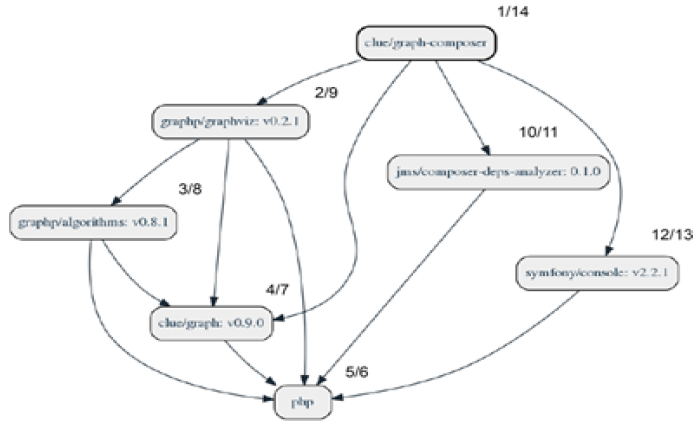 1/14
clue/graph-composer
2/9
graphp/graphviz: v0.2.1
10/11
jms/composer-deps-analyzer: 0.1.0
3/8
graphp/algorithms: v0.8.1
12/13
symfony/console: v2.2.1
4/7
clue/graph: v0.9.0
5/6
php